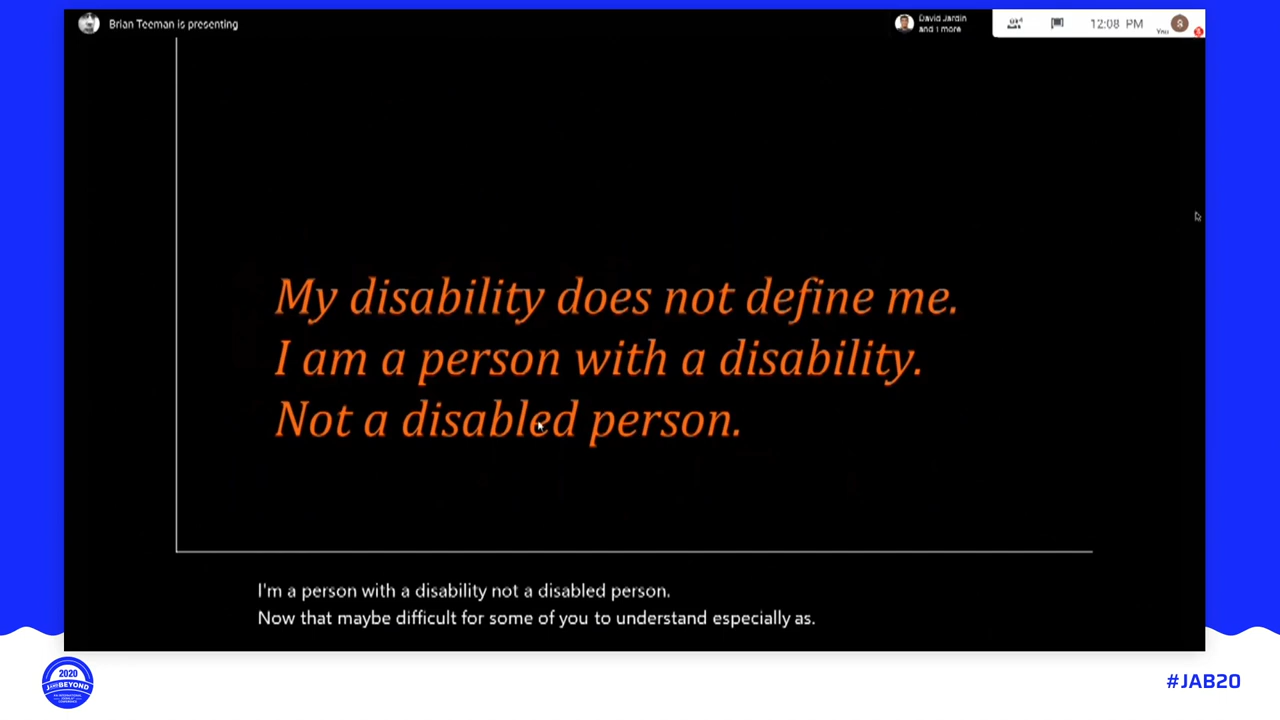 Brian Teeman is presenting
David Jardin
and 1 more
12:08 PM
You
S
My disability does not define me.
I am a person with a disability.
Not a disabled person.
I'm a person with a disability not a disabled person.
Now that maybe difficult for some of you to understand especially as.
2020
J AND BEYOND
#JAB20